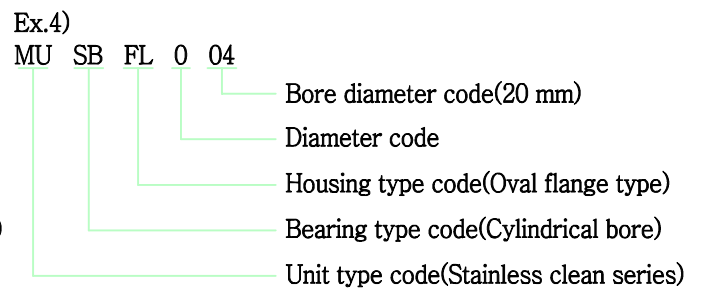 Ex.4)
MU SB FL 0 04
Bore diameter code(20 mm)
Diameter code
Housing type code(Oval flange type)
)
Bearing type code(Cylindrical bore)
Unit type code(Stainless clean series)